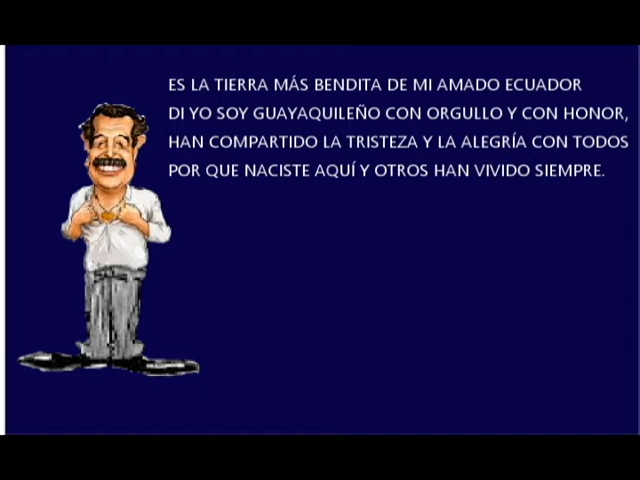 ES LA TIERRA MÁS BENDITA DE MI AMADO ECUADOR
DI YO SOY GUAYAQUILEÑO CON ORGULLO Y CON HONOR,
HAN COMPARTIDO LA TRISTEZA Y LA ALEGRÍA CON TODOS
POR QUE NACISTE AQUÍ Y OTROS HAN VIVIDO SIEMPRE.